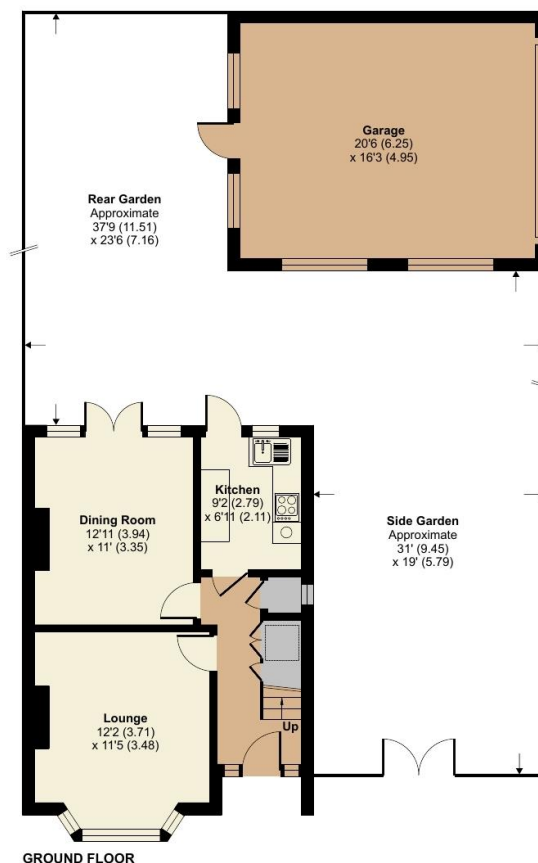 Garage
20'6 (6.25)
x 16'3 (4.95)
Rear Garden
Approximate
37'9 (11.51)
x 23'6 (7.16)
Kitchen
9'2 (2.79)
x 6'11 (2.11)
Dining Room
12'11 (3.94)
x 11' (3.35)
Side Garden
Approximate
31' (9.45)
x 19' (5.79)
Lounge
12'2 (3.71)
x 11'5 (3.48)
Up
GROUND FLOOR